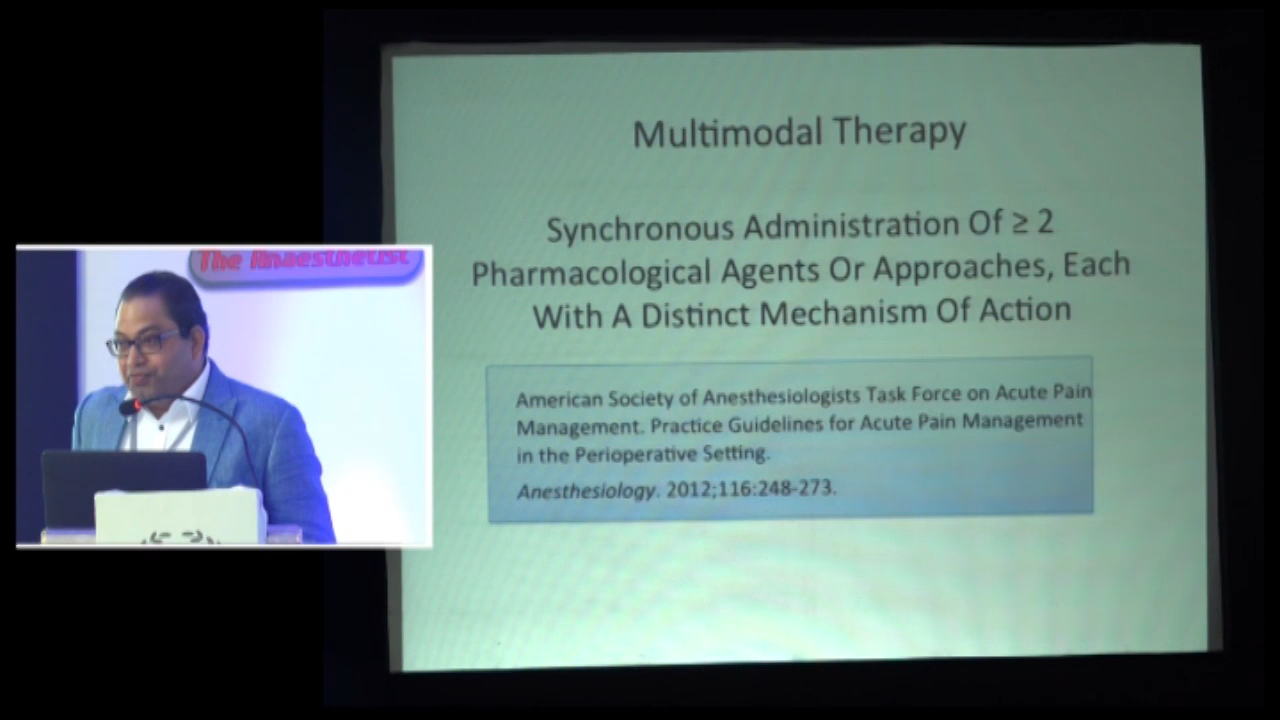 The Anaesthetist
Multimodal Therapy
Synchronous Administration Of ≥ 2
Pharmacological Agents Or Approaches, Each
With A Distinct Mechanism Of Action
American Society of Anesthesiologists Task Force on Acute Pain
Management. Practice Guidelines for Acute Pain Management
in the Perioperative Setting.
Anesthesiology. 2012;116:248-273.